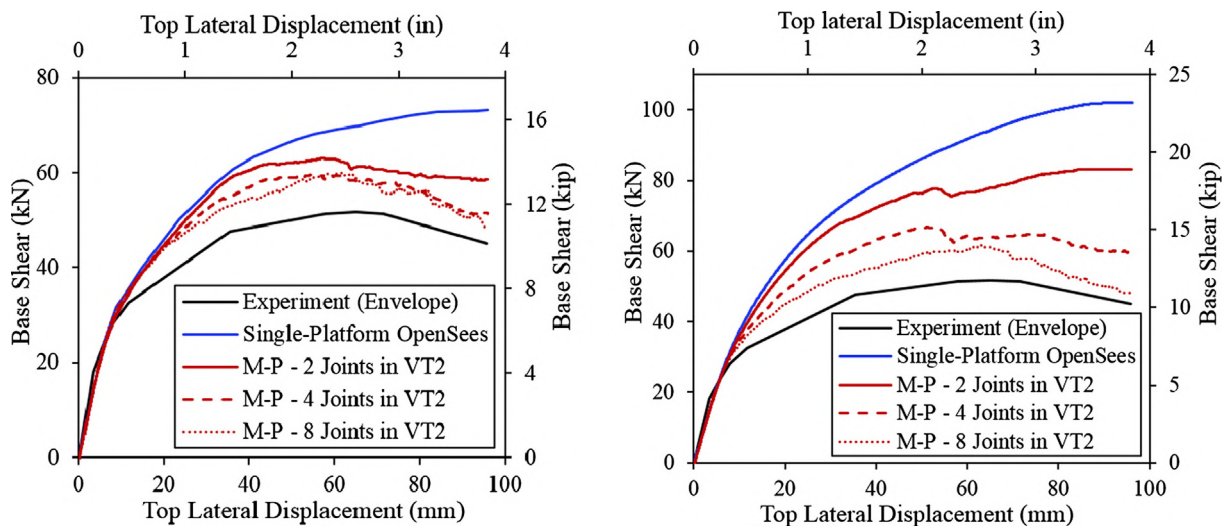 Top Lateral Displacement (in)
0 1 2 3 4
80
60
40
20
0
Base Shear (kN)
16
12
8
4
0
Base Shear (kip)
Experiment (Envelope)
Single-Platform OpenSees
M-P - 2 Joints in VT2
M-P - 4 Joints in VT2
M-P - 8 Joints in VT2
0 20 40 60 80 100
Top Lateral Displacement (mm)
Top lateral Displacement (in)
0 1 2 3 4
100
80
60
40
20
0
Base Shear (kN)
25
20
15
10
5
0
Base Shear (kip)
Experiment (Envelope)
Single-Platform OpenSees
M-P - 2 Joints in VT2
M-P - 4 Joints in VT2
M-P - 8 Joints in VT2
0 20 40 60 80 100
Top Lateral Displacement (mm)